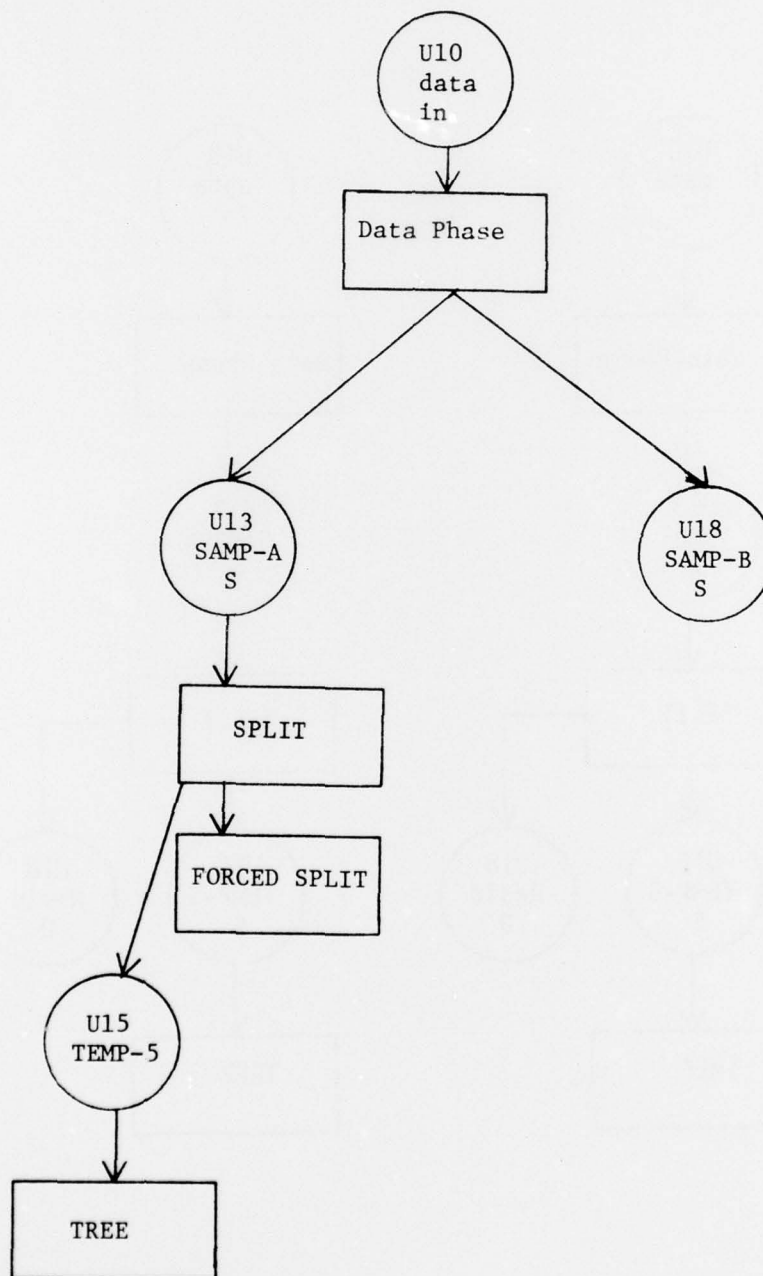 U10
data
in
Data Phase
U13
SAMP-A
S
U18
SAMP-B
S
SPLIT
FORCED SPLIT
U15
TEMP-5
TREE